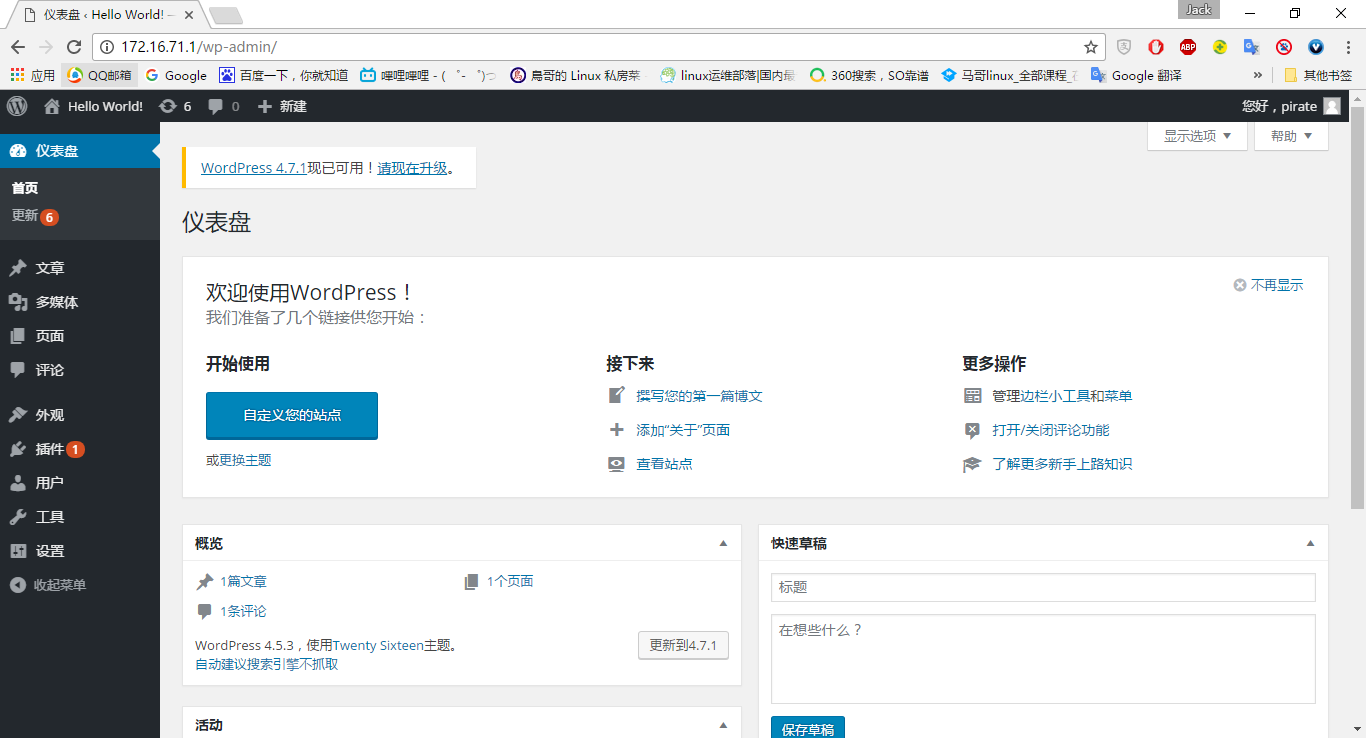 仪表盘 ‹ Hello World! –
Jack
172.16.71.1/wp-admin/
ABP
应用 QQ邮箱 Google 百度一下，你就知道 哔哩哔哩 - ( ゜- ゜)つ 鳥哥的 Linux 私房菜 linux运维部落|国内最 360搜索，SO靠谱 马哥linux_全部课程_ Google 翻译 » 其他书签
Hello World! 6 0 新建 您好，pirate
显示选项 帮助
仪表盘
首页
更新 6
文章
多媒体
页面
评论
外观
插件 1
用户
工具
设置
收起菜单
WordPress 4.7.1现已可用！请现在升级。
仪表盘
欢迎使用WordPress！
不再显示
我们准备了几个链接供您开始：
开始使用
自定义您的站点
或更换主题
接下来
撰写您的第一篇博文
添加“关于”页面
查看站点
更多操作
管理边栏小工具和菜单
打开/关闭评论功能
了解更多新手上路知识
概览
1篇文章 1个页面
1条评论
WordPress 4.5.3，使用Twenty Sixteen主题。
更新到4.7.1
自动建议搜索引擎不抓取
活动
快速草稿
标题
在想些什么？
保存草稿